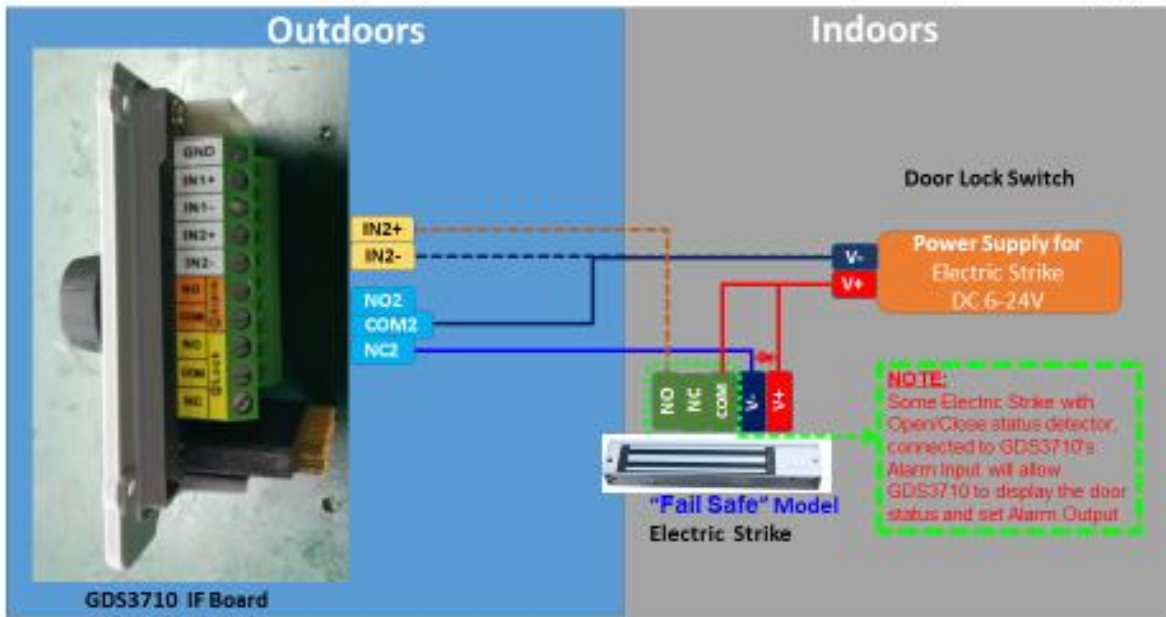 Outdoors
Indoors
GND
IN1+
IN1-
IN2+
IN2-
NO
COM
NO
COM
NC
IN2+
IN2-
NO2
COM2
NC2
Door Lock Switch
V-
V+
Power Supply for
Electric Strike
DC 6-24V
NO
NC
COM
V-
V+
NOTE:
Some Electric Strike with
Open/Close status detector,
connected to GDS3710's
Alarm Input will allow
GDS3710 to display the door
status and set Alarm Output
"Fail Safe" Model
Electric Strike
GDS3710 IF Board